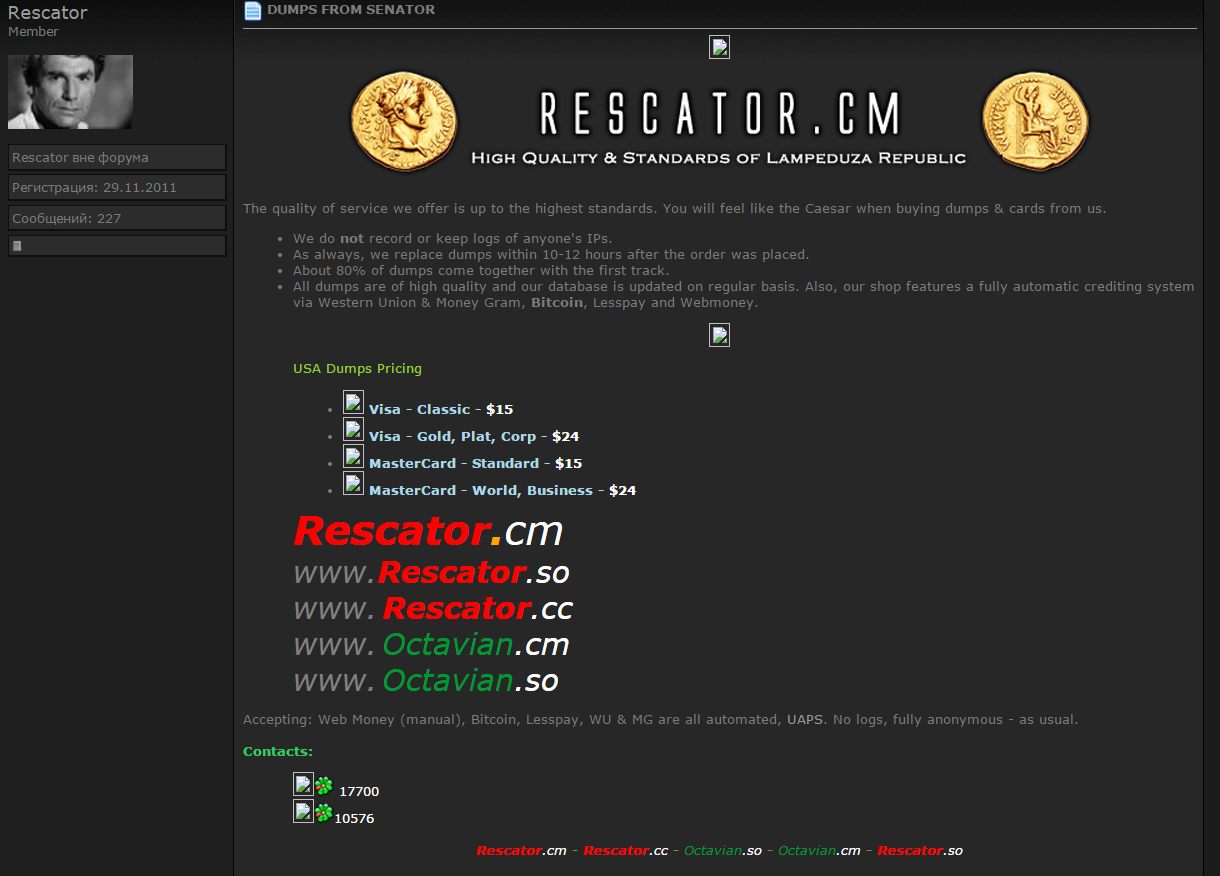 Rescator
Member
Rescator вне форума
Регистрация: 29.11.2011
Сообщений: 227
DUMPS FROM SENATOR
RESCATOR.CM
HIGH QUALITY & STANDARDS OF LAMPEDUZA REPUBLIC
The quality of service we offer is up to the highest standards. You will feel like the Caesar when buying dumps & cards from us.
We do not record or keep logs of anyone's IPs.
As always, we replace dumps within 10-12 hours after the order was placed.
About 80% of dumps come together with the first track.
All dumps are of high quality and our database is updated on regular basis. Also, our shop features a fully automatic crediting system
via Western Union & Money Gram, Bitcoin, Lesspay and Webmoney.
USA Dumps Pricing
Visa - Classic - $15
Visa - Gold, Plat, Corp - $24
MasterCard - Standard - $15
MasterCard - World, Business - $24
Rescator.cm
www.Rescator.so
www. Rescator.cc
www. Octavian.cm
www. Octavian.so
Accepting: Web Money (manual), Bitcoin, Lesspay, WU & MG are all automated, UAPS. No logs, fully anonymous - as usual.
Contacts:
17700
10576
Rescator.cm - Rescator.cc - Octavian.so - Octavian.cm - Rescator.so